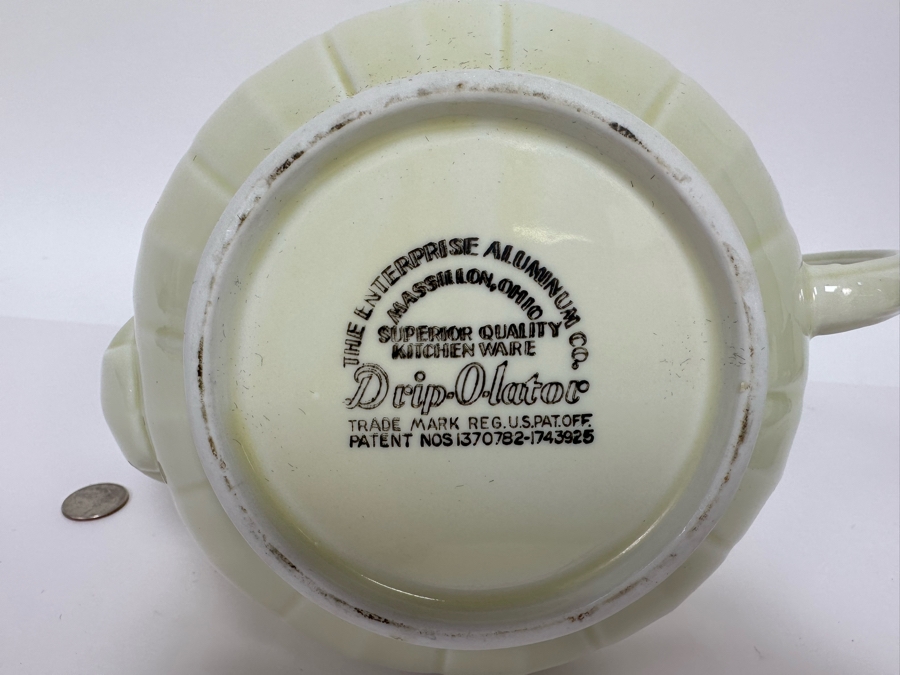 THE ENTERPRISE ALUMINUM CO.
MASSILLON, OHIO
SUPERIOR QUALITY
KITCHEN WARE
Drip-O-lator
TRADE MARK REG. U.S. PAT. OFF.
PATENT NOS 1370782-1743925